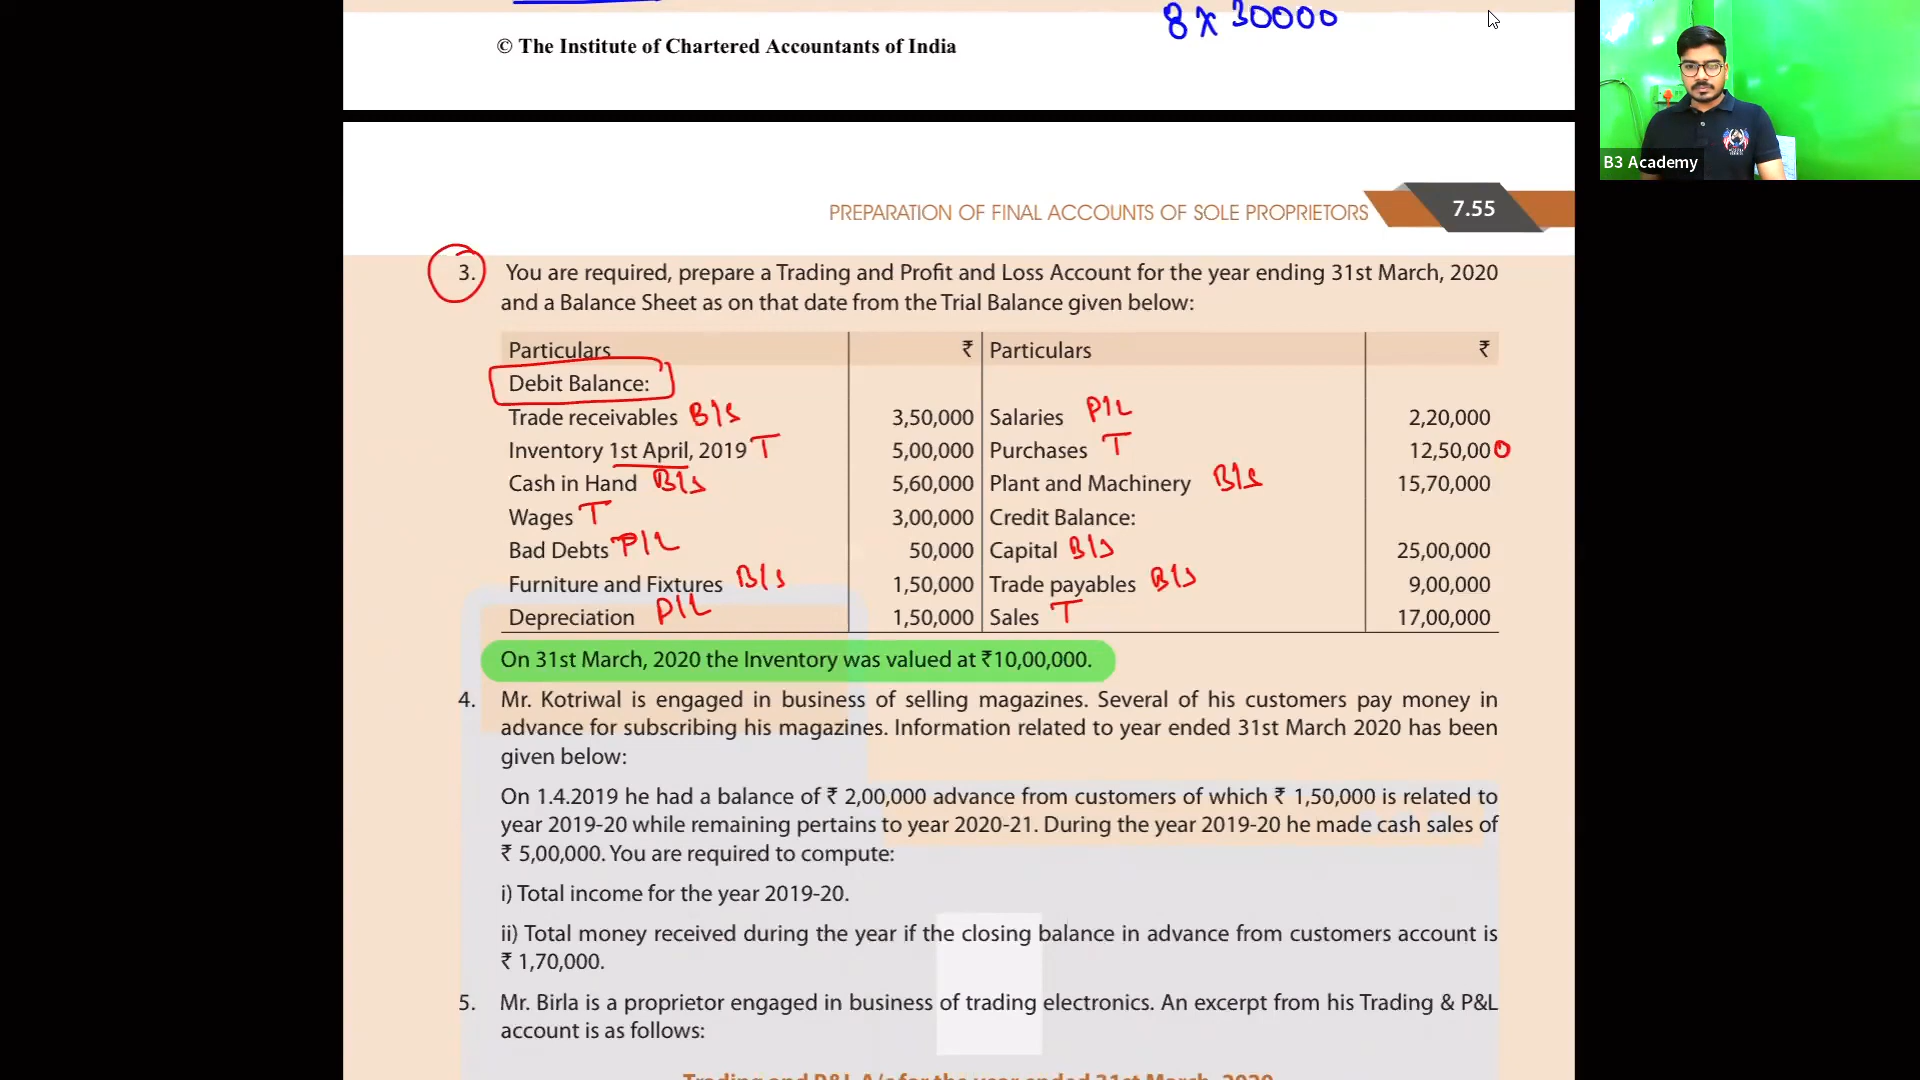 8 x 30000
© The Institute of Chartered Accountants of India
B3 Academy
PREPARATION OF FINAL ACCOUNTS OF SOLE PROPRIETORS 7.55
3. You are required, prepare a Trading and Profit and Loss Account for the year ending 31st March, 2020
and a Balance Sheet as on that date from the Trial Balance given below:
Particulars ₹ Particulars ₹
Debit Balance:
Trade receivables B/s 3,50,000 Salaries P/L 2,20,000
Inventory 1st April, 2019 T 5,00,000 Purchases T 12,50,000
Cash in Hand B/s 5,60,000 Plant and Machinery B/s 15,70,000
Wages T 3,00,000 Credit Balance:
Bad Debts P/L 50,000 Capital B/s 25,00,000
Furniture and Fixtures B/s 1,50,000 Trade payables B/s 9,00,000
Depreciation P/L 1,50,000 Sales T 17,00,000
On 31st March, 2020 the Inventory was valued at ₹10,00,000.
4. Mr. Kotriwal is engaged in business of selling magazines. Several of his customers pay money in
advance for subscribing his magazines. Information related to year ended 31st March 2020 has been
given below:
On 1.4.2019 he had a balance of ₹ 2,00,000 advance from customers of which ₹ 1,50,000 is related to
year 2019-20 while remaining pertains to year 2020-21. During the year 2019-20 he made cash sales of
₹ 5,00,000. You are required to compute:
i) Total income for the year 2019-20.
ii) Total money received during the year if the closing balance in advance from customers account is
₹ 1,70,000.
5. Mr. Birla is a proprietor engaged in business of trading electronics. An excerpt from his Trading & P&L
account is as follows:
Trading and P&L A/c for the year ended 31st March, 2020